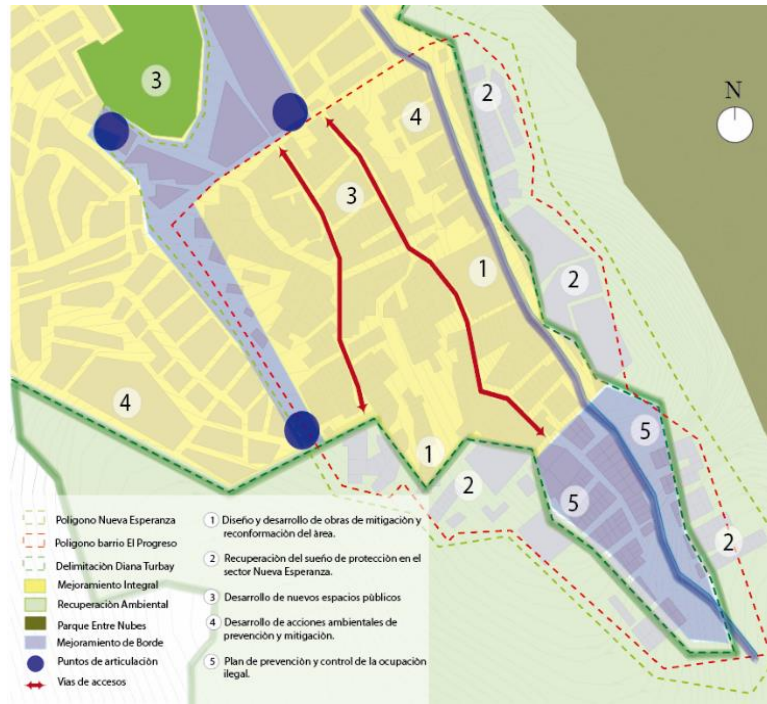 3
2
N
4
3
1
2
4
5
1
2
5
2
Polìgono Nueva Esperanza
Polìgono barrio El Progreso
Delimitaciòn Diana Turbay
Mejoramiento Integral
Recuperaciòn Ambiental
Parque Entre Nubes
Mejoramiento de Borde
Puntos de articulaciòn
Vìas de accesos
1 Diseño y desarrollo de obras de mitigaciòn y
reconformaciòn del àrea.
2 Recuperaciòn del sueño de protecciòn en el
sector Nueva Esperanza.
3 Desarrollo de nuevos espacios pùblicos
4 Desarrollo de acciones ambientales de
prevenciòn y mitigaciòn.
5 Plan de prevenciòn y control de la ocupaciòn
ilegal.